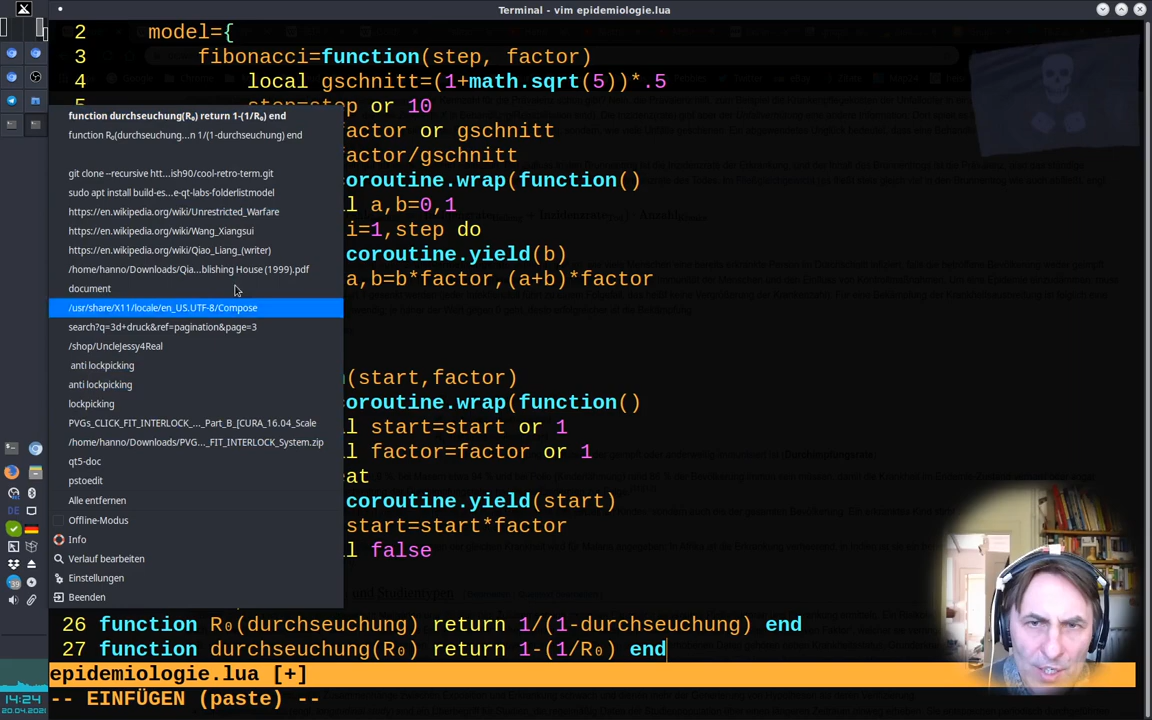 Terminal - vim epidemiologie.lua
2 model={
3 fibonacci=function(step, factor)
4 local gschnitt=(1+math.sqrt(5))*.5
5 step=step or 10
factor or gschnitt
factor/gschnitt
coroutine.wrap(function()
l a,b=0,1
i=1,step do
coroutine.yield(b)
a,b=b*factor,(a+b)*factor
(start,factor)
coroutine.wrap(function()
l start=start or 1
l factor=factor or 1
eat
coroutine.yield(start)
start=start*factor
l false
function durchseuchung(R₀) return 1-(1/R₀) end
function R₀(durchseuchung...n 1/(1-durchseuchung) end
git clone --recursive htt...ish90/cool-retro-term.git
sudo apt install build-es...e-qt-labs-folderlistmodel
https://en.wikipedia.org/wiki/Unrestricted_Warfare
https://en.wikipedia.org/wiki/Wang_Xiangsui
https://en.wikipedia.org/wiki/Qiao_Liang_(writer)
/home/hanno/Downloads/Qia...blishing House (1999).pdf
document
/usr/share/X11/locale/en_US.UTF-8/Compose
search?q=3d+druck&ref=pagination&page=3
/shop/UncleJessy4Real
anti lockpicking
anti lockpicking
lockpicking
PVGs_CLICK_FIT_INTERLOCK_..._Part_B_[CURA_16.04_Scale
/home/hanno/Downloads/PVG..._FIT_INTERLOCK_System.zip
qt5-doc
pstoedit
Alle entfernen
Offline-Modus
Info
Verlauf bearbeiten
Einstellungen
Beenden
26 function R₀(durchseuchung) return 1/(1-durchseuchung) end
27 function durchseuchung(R₀) return 1-(1/R₀) end
epidemiologie.lua [+]
-- EINFÜGEN (paste) --
DE
14:24